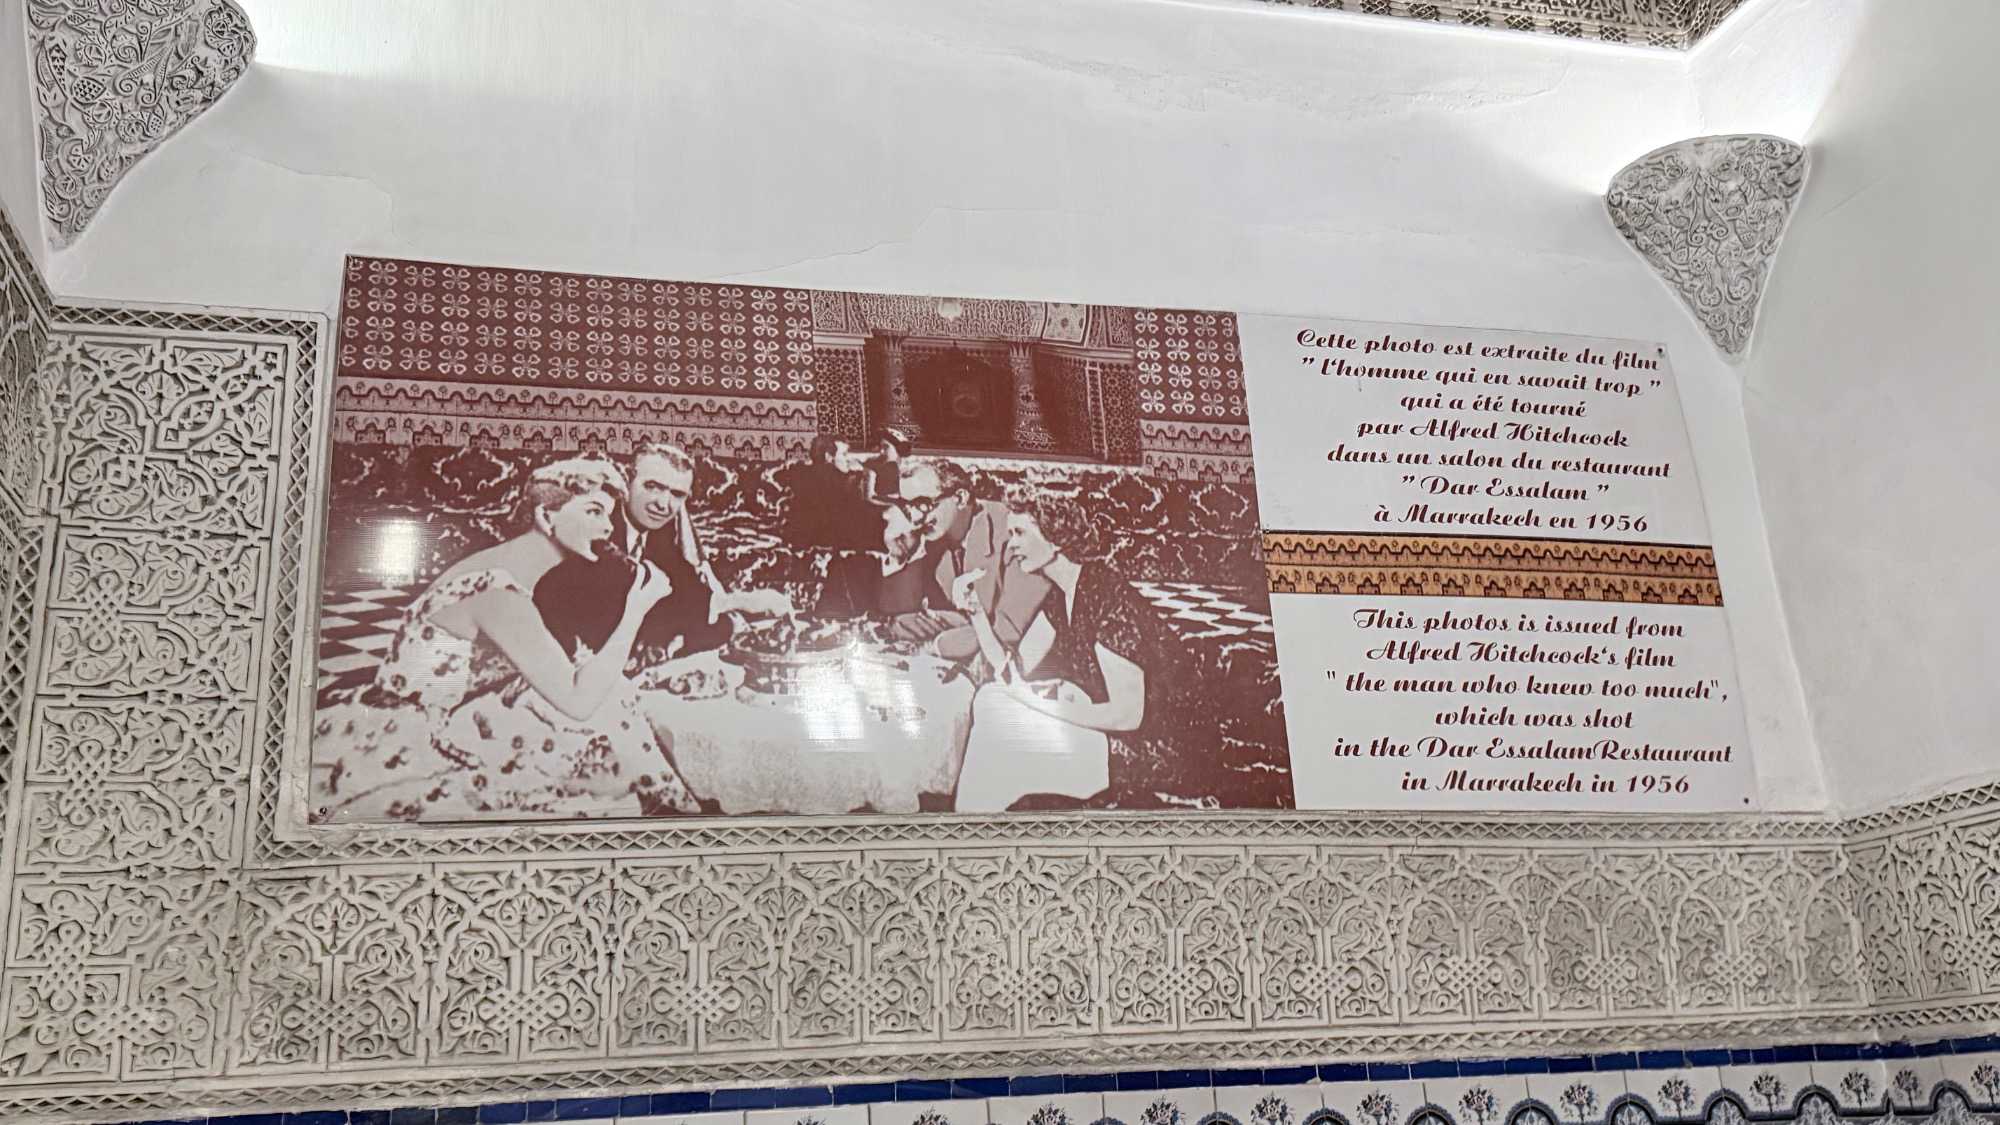 Cette photo est extraite du film
" l'homme qui en savait trop "
qui a été tourné
par Alfred Hitchcock
dans un salon du restaurant
" Dar Essalam "
à Marrakech en 1956
This photos is issued from
Alfred Hitchcock's film
" the man who knew too much",
which was shot
in the Dar Essalam Restaurant
in Marrakech in 1956